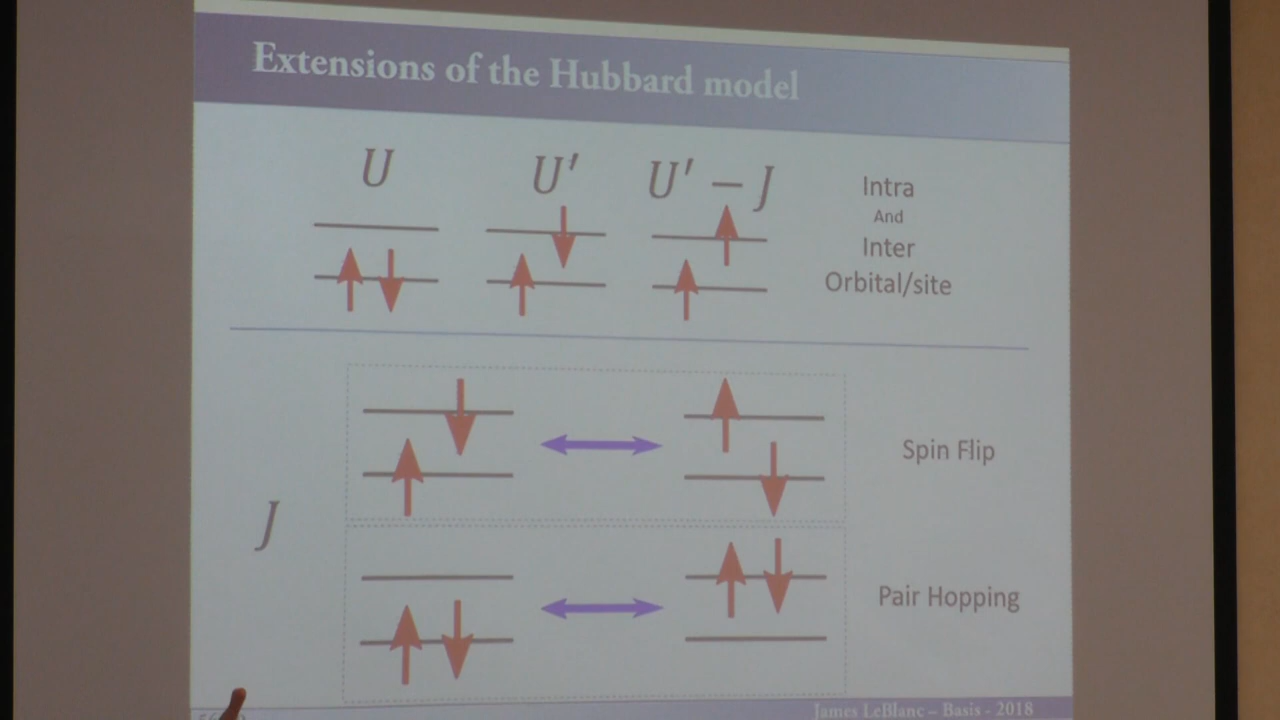 Extensions of the Hubbard model
U
U′
U′ − J
Intra
And
Inter
Orbital/site
Spin Flip
J
Pair Hopping
James LeBlanc – Basis - 2018